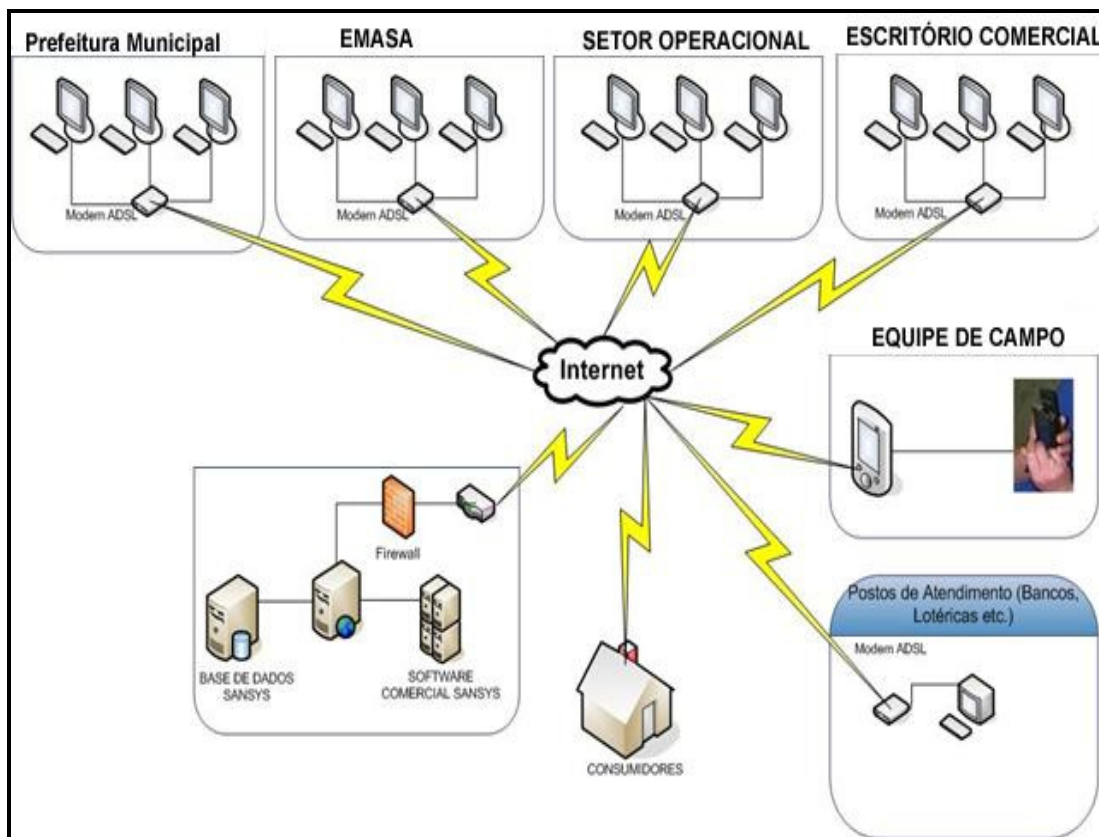 Prefeitura Municipal
EMASA
SETOR OPERACIONAL
ESCRITÓRIO COMERCIAL
Modem ADSL
Modem ADSL
Modem ADSL
Modem ADSL
Internet
EQUIPE DE CAMPO
Firewall
BASE DE DADOS
SANSYS
SOFTWARE
COMERCIAL SANSYS
CONSUMIDORES
Postos de Atendimento (Bancos,
Lotéricas etc.)
Modem ADSL